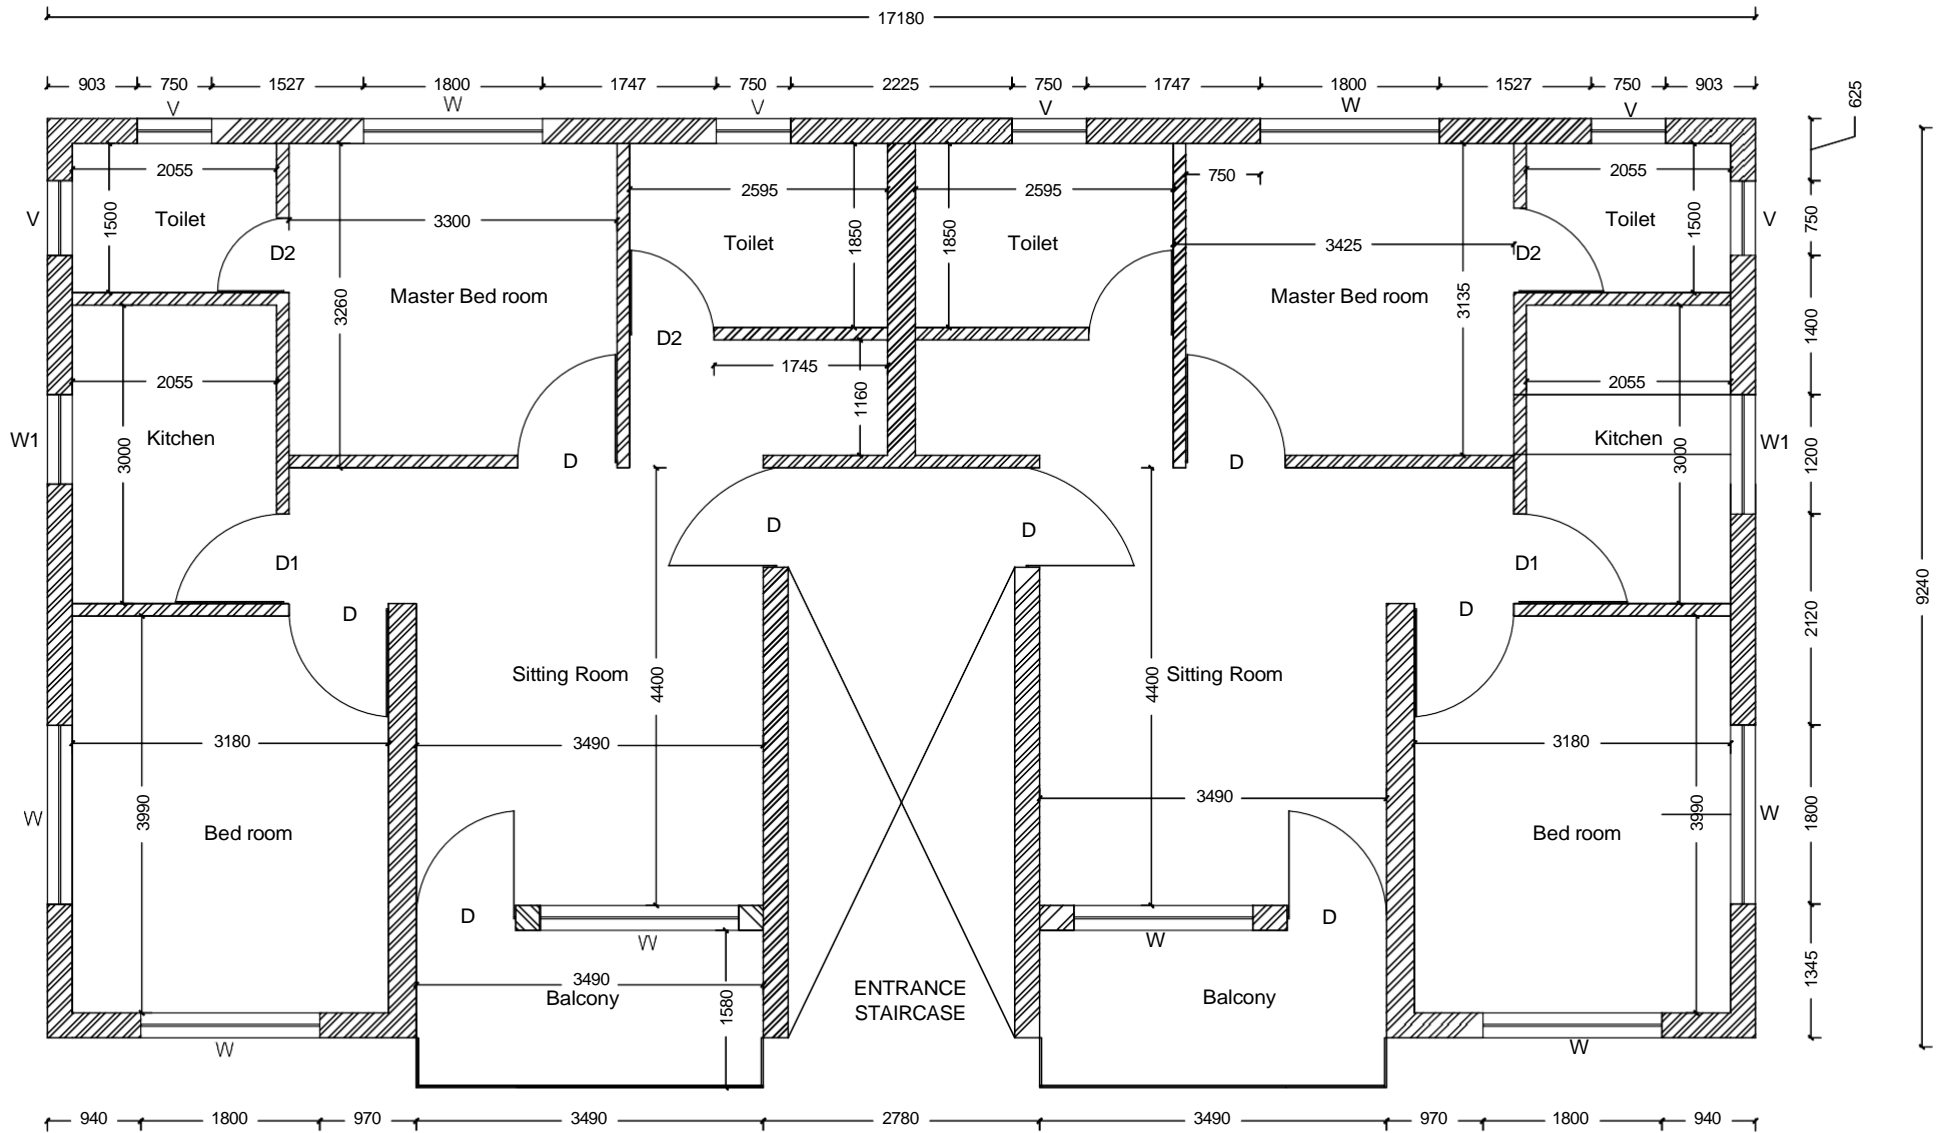 17180
903 750 1527 1800 1747 750 2225 750 1747 1800 1527 750 903
V W V V W V
625
2055 2595 2595 750 2055
V Toilet 1500 3300 Toilet 1850 1850 Toilet 3425 Toilet 1500 V 750
D2 D2
Master Bed room 3260 Master Bed room 3135 1400
D2
2055 1745 1160 2055
W1 Kitchen 3000 D D Kitchen 3000 W1 1200
D D
D1 D1
D D 2120 9240
Sitting Room 4400 4400 Sitting Room
3180 3490 3180
3490
W 3990 Bed room Bed room 3990 W 1800
D W W D
3490
Balcony 1580 ENTRANCE Balcony 1345
STAIRCASE
W W
940 1800 970 3490 2780 3490 970 1800 940